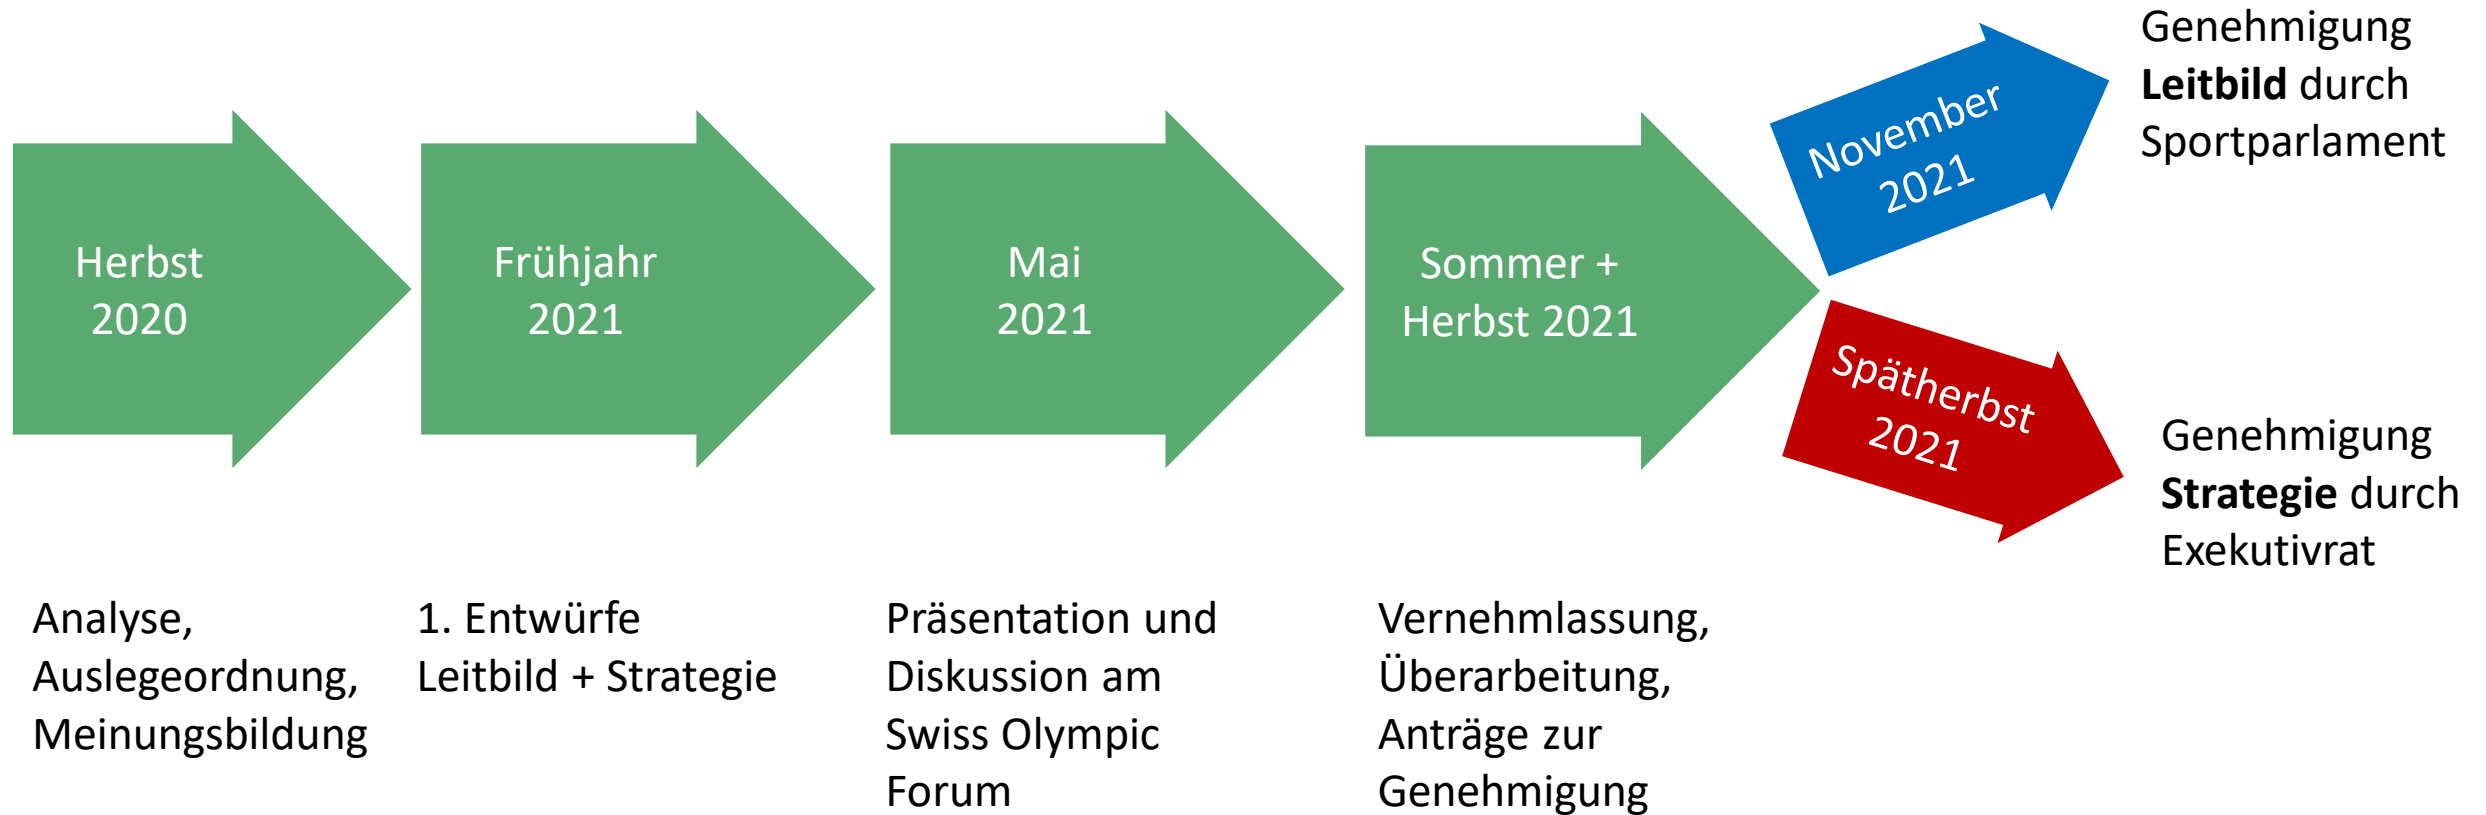 Herbst
2020
Analyse,
Auslegeordnung,
Meinungsbildung
Frühjahr
2021
1. Entwürfe
Leitbild + Strategie
Mai
2021
Präsentation und
Diskussion am
Swiss Olympic
Forum
Sommer +
Herbst 2021
Vernehmlassung,
Überarbeitung,
Anträge zur
Genehmigung
November
2021
Genehmigung
Leitbild durch
Sportparlament
Spätherbst
2021
Genehmigung
Strategie durch
Exekutivrat